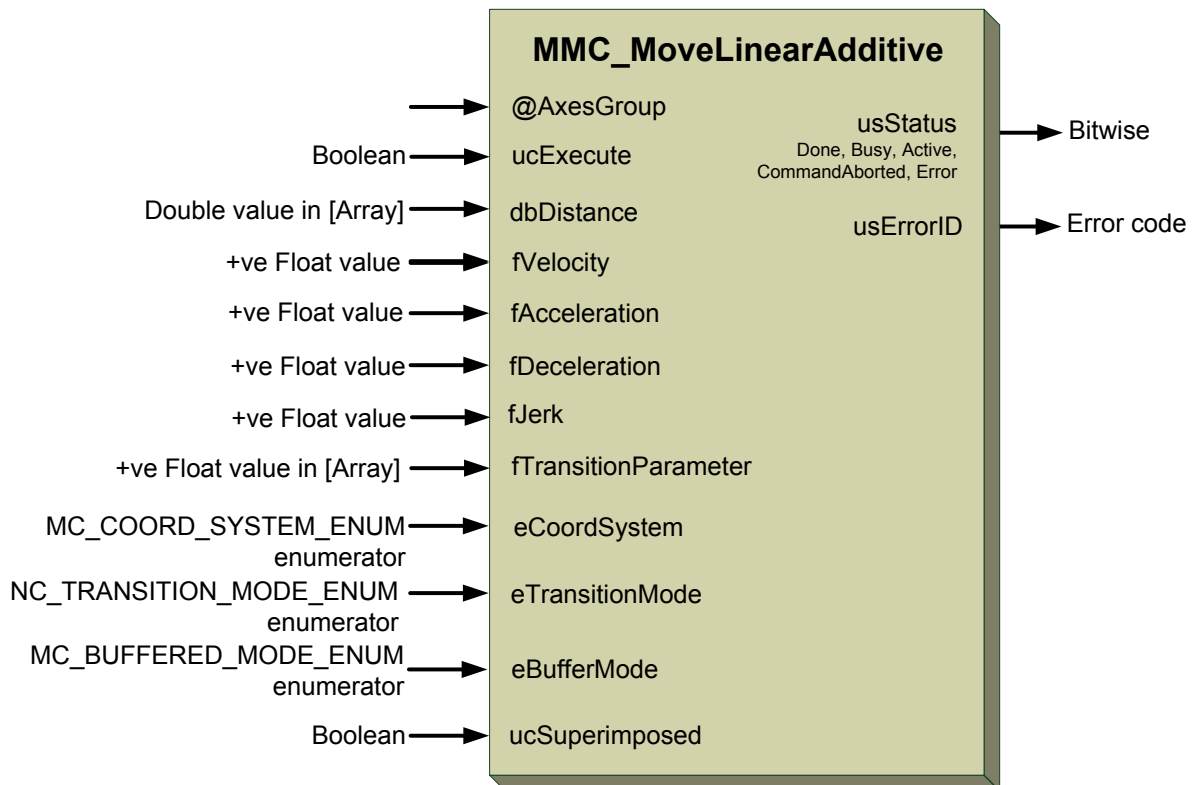 MMC_MoveLinearAdditive
@AxesGroup
Boolean
ucExecute
Double value in [Array]
dbDistance
+ve Float value
fVelocity
+ve Float value
fAcceleration
+ve Float value
fDeceleration
+ve Float value
fJerk
+ve Float value in [Array]
fTransitionParameter
MC_COORD_SYSTEM_ENUM
enumerator
eCoordSystem
NC_TRANSITION_MODE_ENUM
enumerator
eTransitionMode
MC_BUFFERED_MODE_ENUM
enumerator
eBufferMode
Boolean
ucSuperimposed
usStatus
Done, Busy, Active,
CommandAborted, Error
Bitwise
usErrorID
Error code